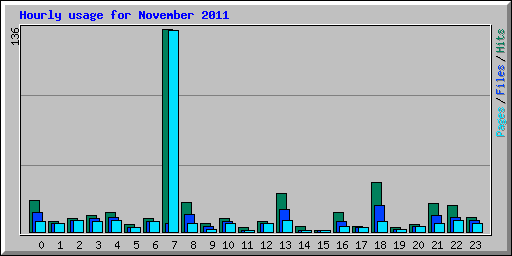 Hourly usage for November 2011
136
Pages / Files / Hits
0 1 2 3 4 5 6 7 8 9 10 11 12 13 14 15 16 17 18 19 20 21 22 23